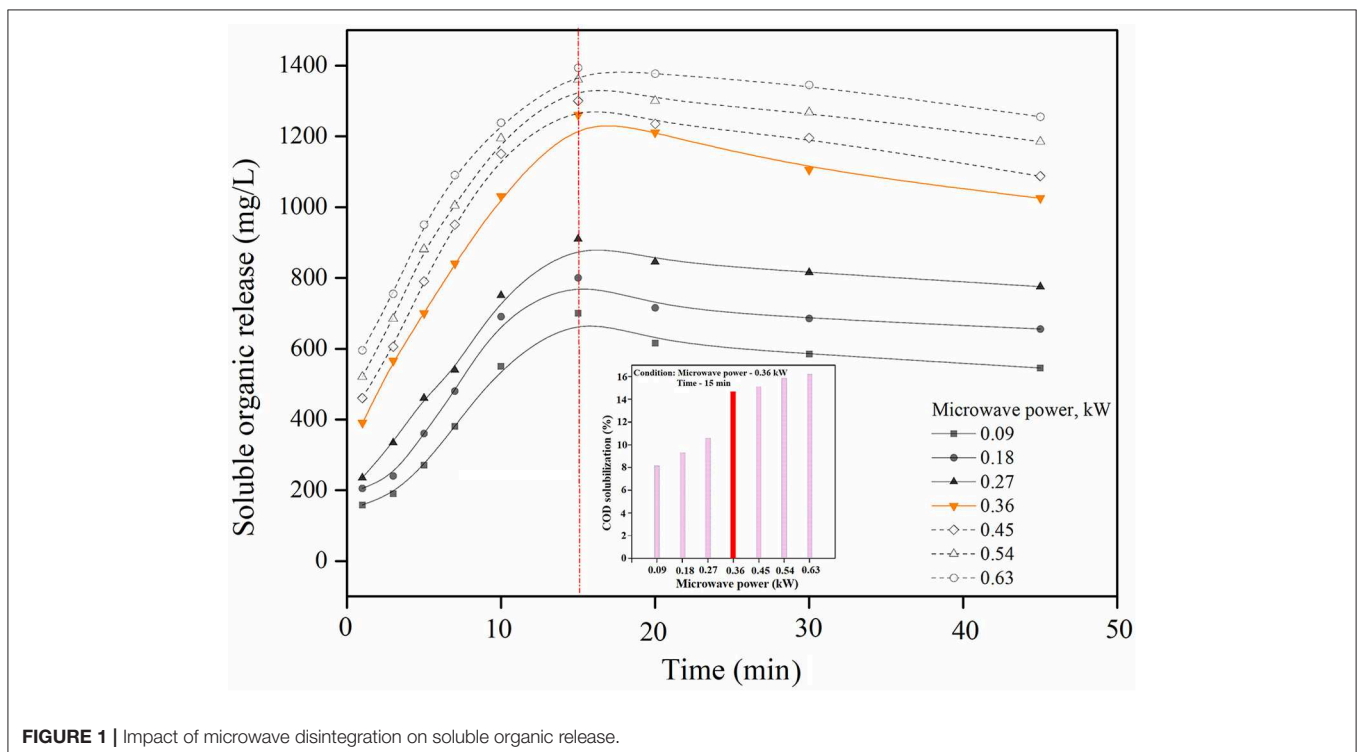 1400
1200
1000
800
600
400
200
0
Soluble organic release (mg/L)
0 10 20 30 40 50
Time (min)
Condition: Microwave power - 0.36 kW
Time - 15 min
16
14
12
10
8
6
4
2
0
COD solubilization (%)
0.09 0.18 0.27 0.36 0.45 0.54 0.63
Microwave power (kW)
Microwave power, kW
0.09
0.18
0.27
0.36
0.45
0.54
0.63
FIGURE 1 | Impact of microwave disintegration on soluble organic release.